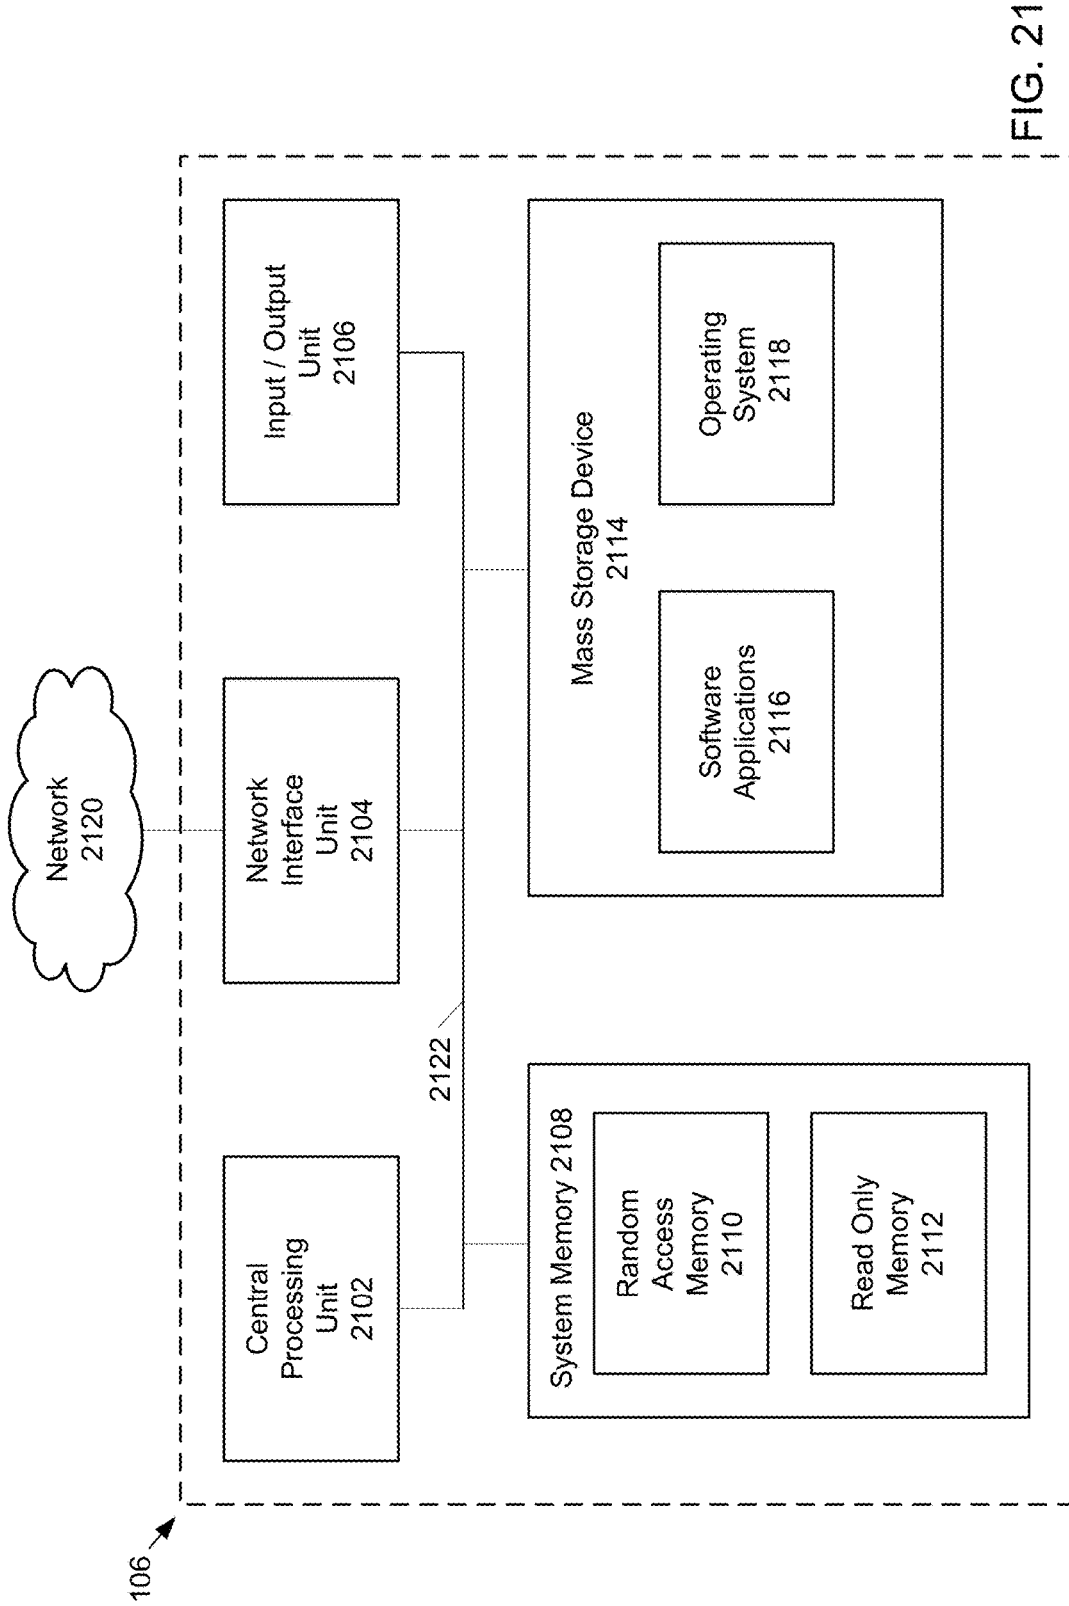 106
Network
2120
Central
Processing
Unit
2102
Network
Interface
Unit
2104
Input / Output
Unit
2106
2122
System Memory 2108
Random
Access
Memory
2110
Read Only
Memory
2112
Mass Storage Device
2114
Software
Applications
2116
Operating
System
2118
FIG. 21